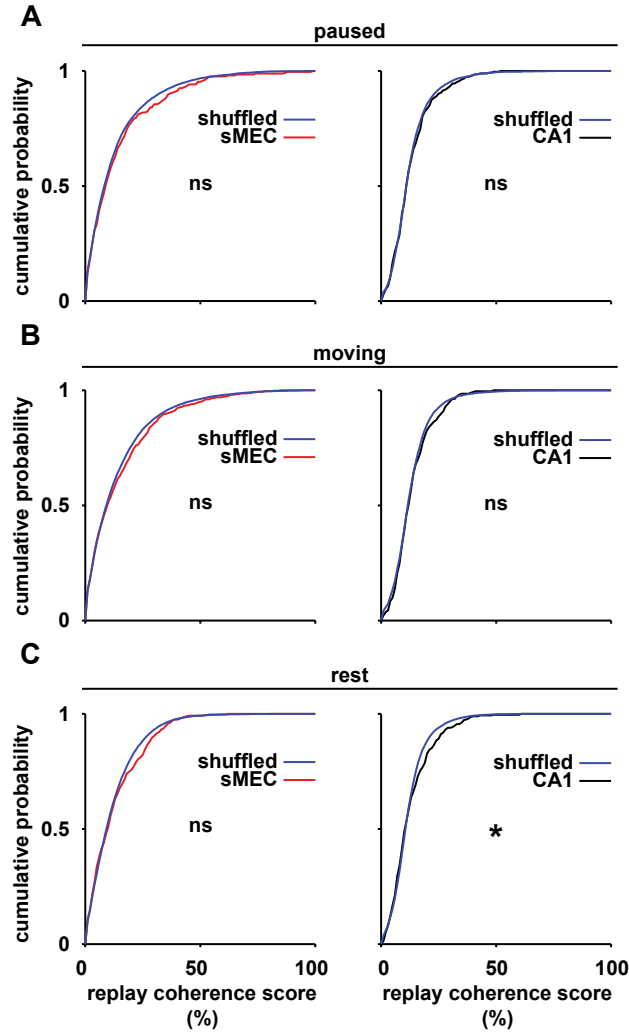 A
paused
cumulative probability
1
0.5
0
shuffled
sMEC
ns
shuffled
CA1
ns
B
moving
cumulative probability
1
0.5
0
shuffled
sMEC
ns
shuffled
CA1
ns
C
rest
cumulative probability
1
0.5
0
shuffled
sMEC
ns
shuffled
CA1
*
0 50 100 0 50 100
replay coherence score replay coherence score
(%) (%)